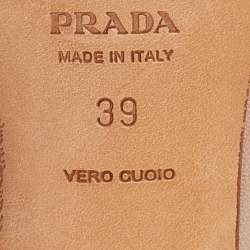 PRADA
MADE IN ITALY
39
VERO CUOIO